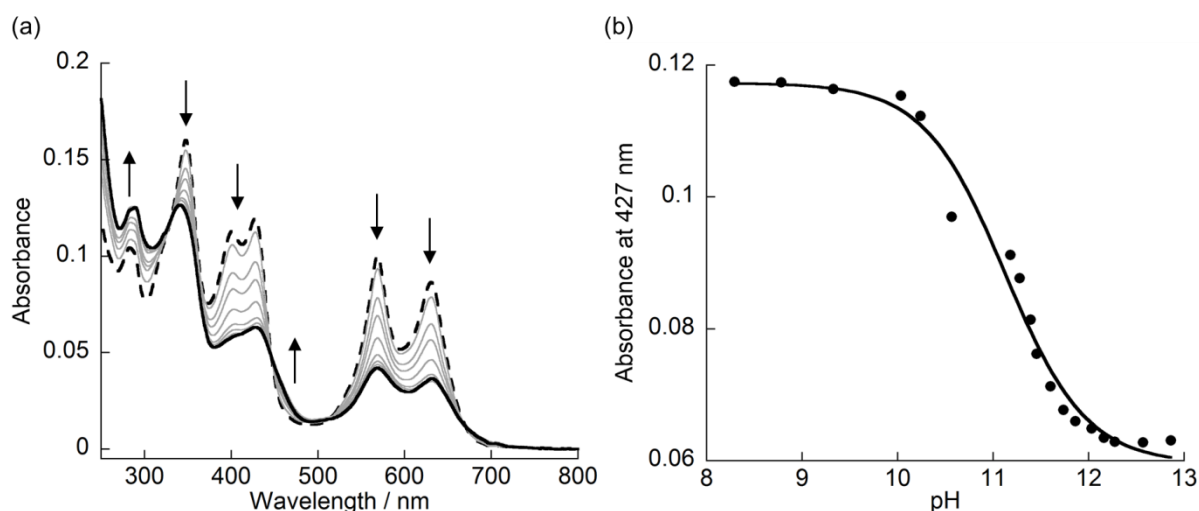 (a)
0.2
0.15
0.1
0.05
0
Absorbance
300 400 500 600 700 800
Wavelength / nm
(b)
0.12
0.1
0.08
0.06
Absorbance at 427 nm
8 9 10 11 12 13
pH